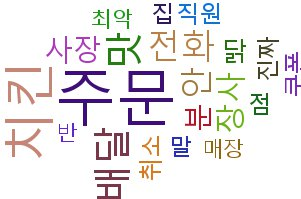 최악
집
직원
사장
맛
전화
닭
진짜
쿠폰
치킨
주문
안
장사
분
점
반
배달
취소
말
매장